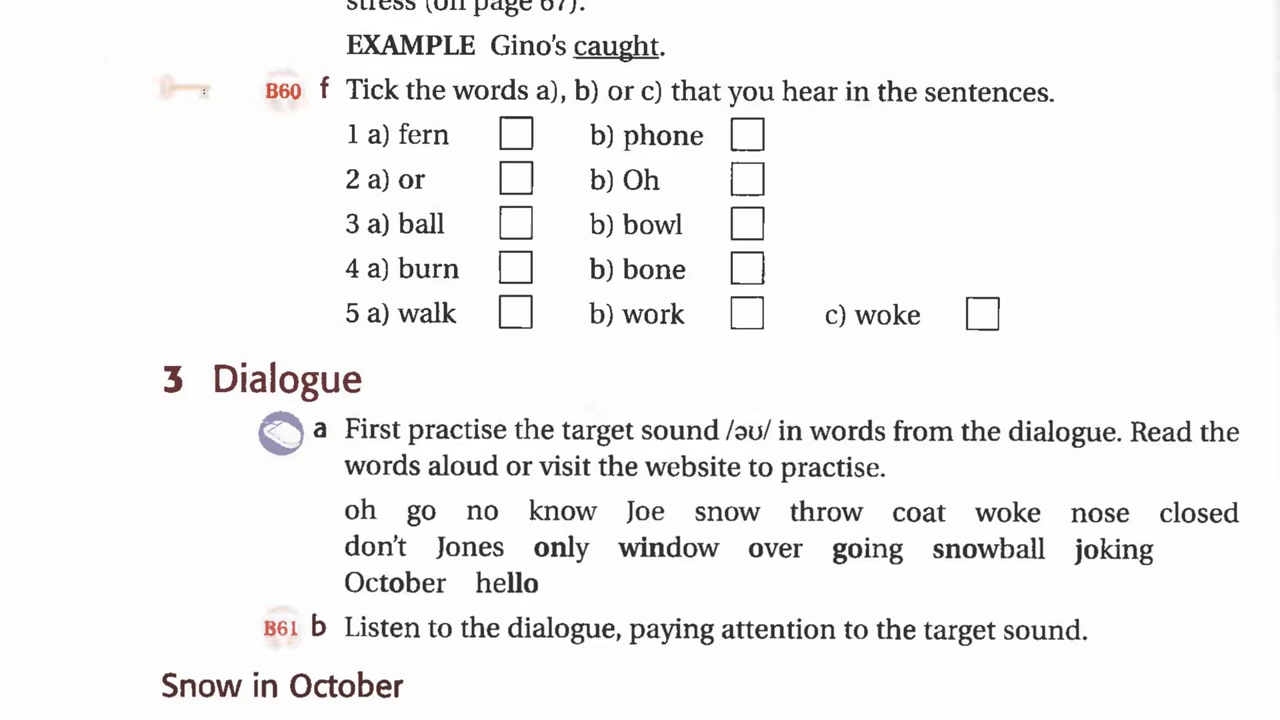 stress (on page 67).
EXAMPLE Gino's caught.
B60 f Tick the words a), b) or c) that you hear in the sentences.
1 a) fern b) phone
2 a) or b) Oh
3 a) ball b) bowl
4 a) burn b) bone
5 a) walk b) work c) woke
3 Dialogue
a First practise the target sound /əʊ/ in words from the dialogue. Read the
words aloud or visit the website to practise.
oh go no know Joe snow throw coat woke nose closed
don't Jones only window over going snowball joking
October hello
B61 b Listen to the dialogue, paying attention to the target sound.
Snow in October